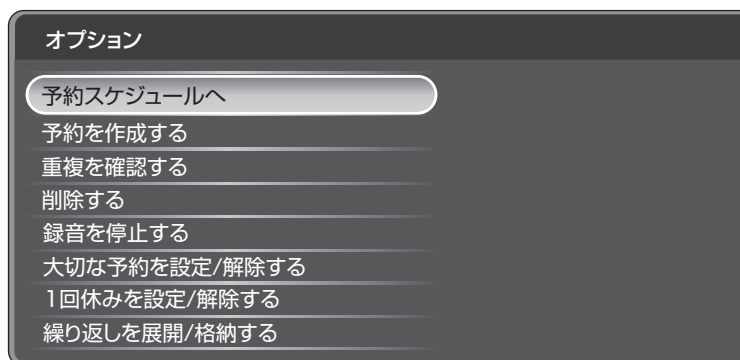 オプション
予約スケジュールへ
予約を作成する
重複を確認する
削除する
録音を停止する
大切な予約を設定/解除する
1回休みを設定/解除する
繰り返しを展開/格納する